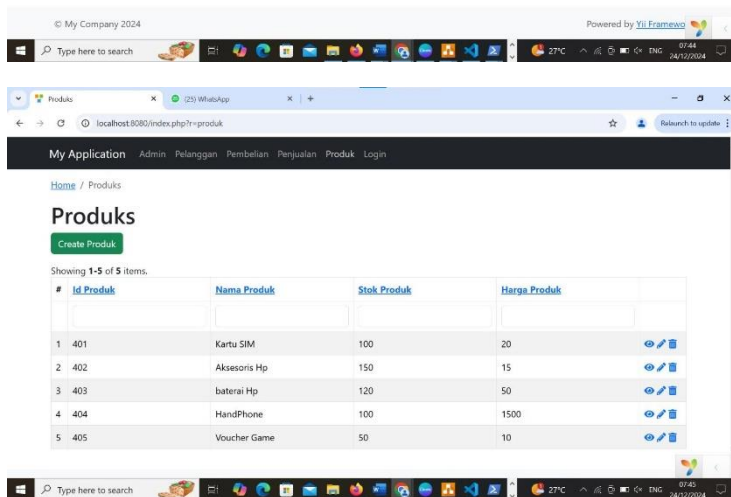 © My Company 2024 Powered by Yii Framewo
Type here to search 27°C ENG 07:44
24/12/2024
Produks (25) WhatsApp
localhost:8080/index.php?r=produk Relaunch to update
My Application Admin Pelanggan Pembelian Penjualan Produk Login
Home / Produks
Produks
Create Produk
Showing 1-5 of 5 items.
# Id Produk Nama Produk Stok Produk Harga Produk
1 401 Kartu SIM 100 20
2 402 Aksesoris Hp 150 15
3 403 baterai Hp 120 50
4 404 HandPhone 100 1500
5 405 Voucher Game 50 10
Type here to search 27°C ENG 07:45
24/12/2024